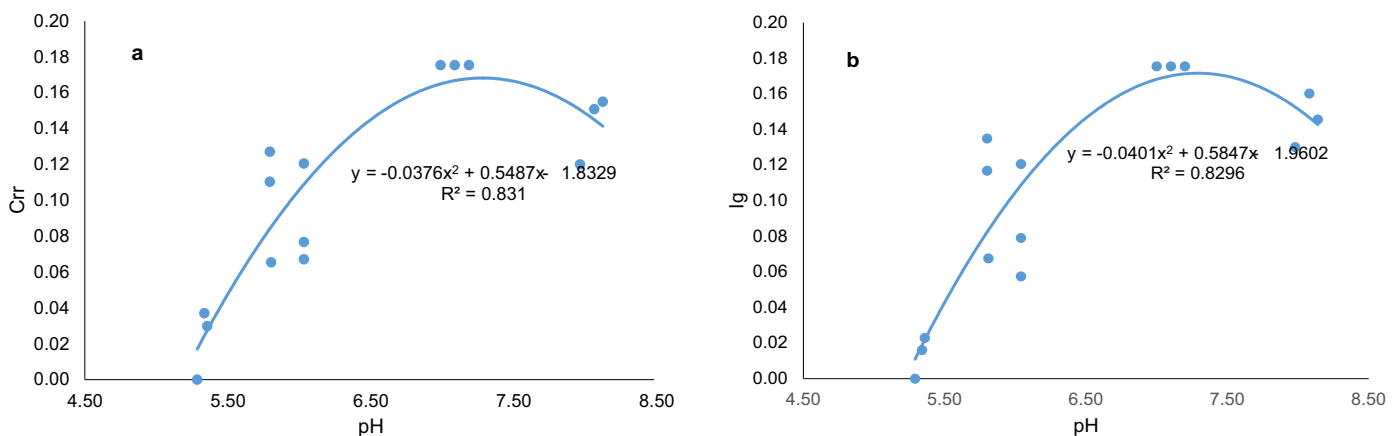 a
0.20
0.18
0.16
0.14
0.12
0.10
0.08
0.06
0.04
0.02
0.00
Crr
y = -0.0376x² + 0.5487x- 1.8329
R² = 0.831
4.50 5.50 6.50 7.50 8.50
pH
b
0.20
0.18
0.16
0.14
0.12
0.10
0.08
0.06
0.04
0.02
0.00
Ig
y = -0.0401x² + 0.5847x- 1.9602
R² = 0.8296
4.50 5.50 6.50 7.50 8.50
pH